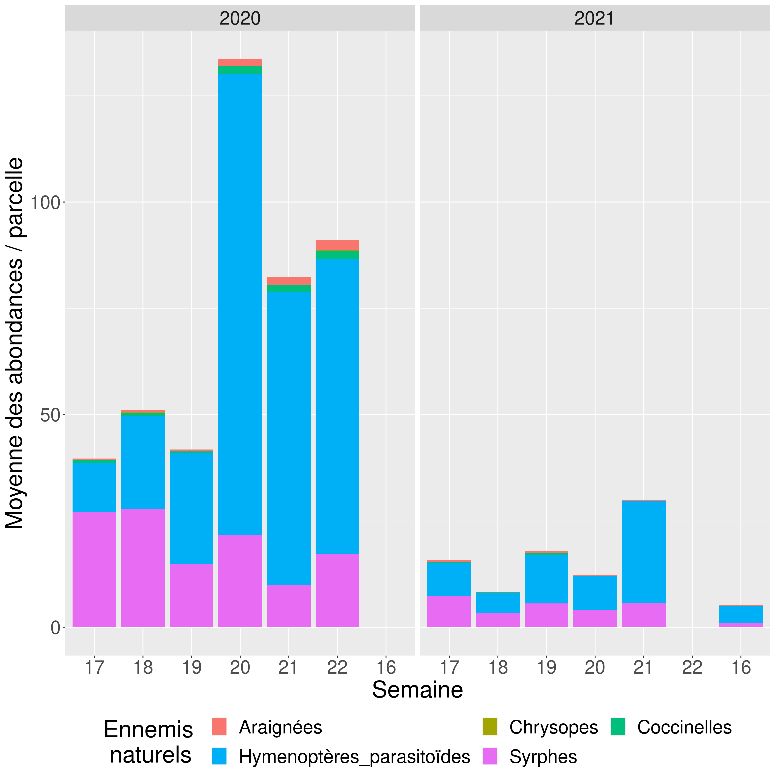 2020 2021
Moyenne des abondances / parcelle
100
50
0
17 18 19 20 21 22 16 17 18 19 20 21 22 16
Semaine
Ennemis
naturels
Araignées Chrysopes Coccinelles
Hymenoptères_parasitoïdes Syrphes